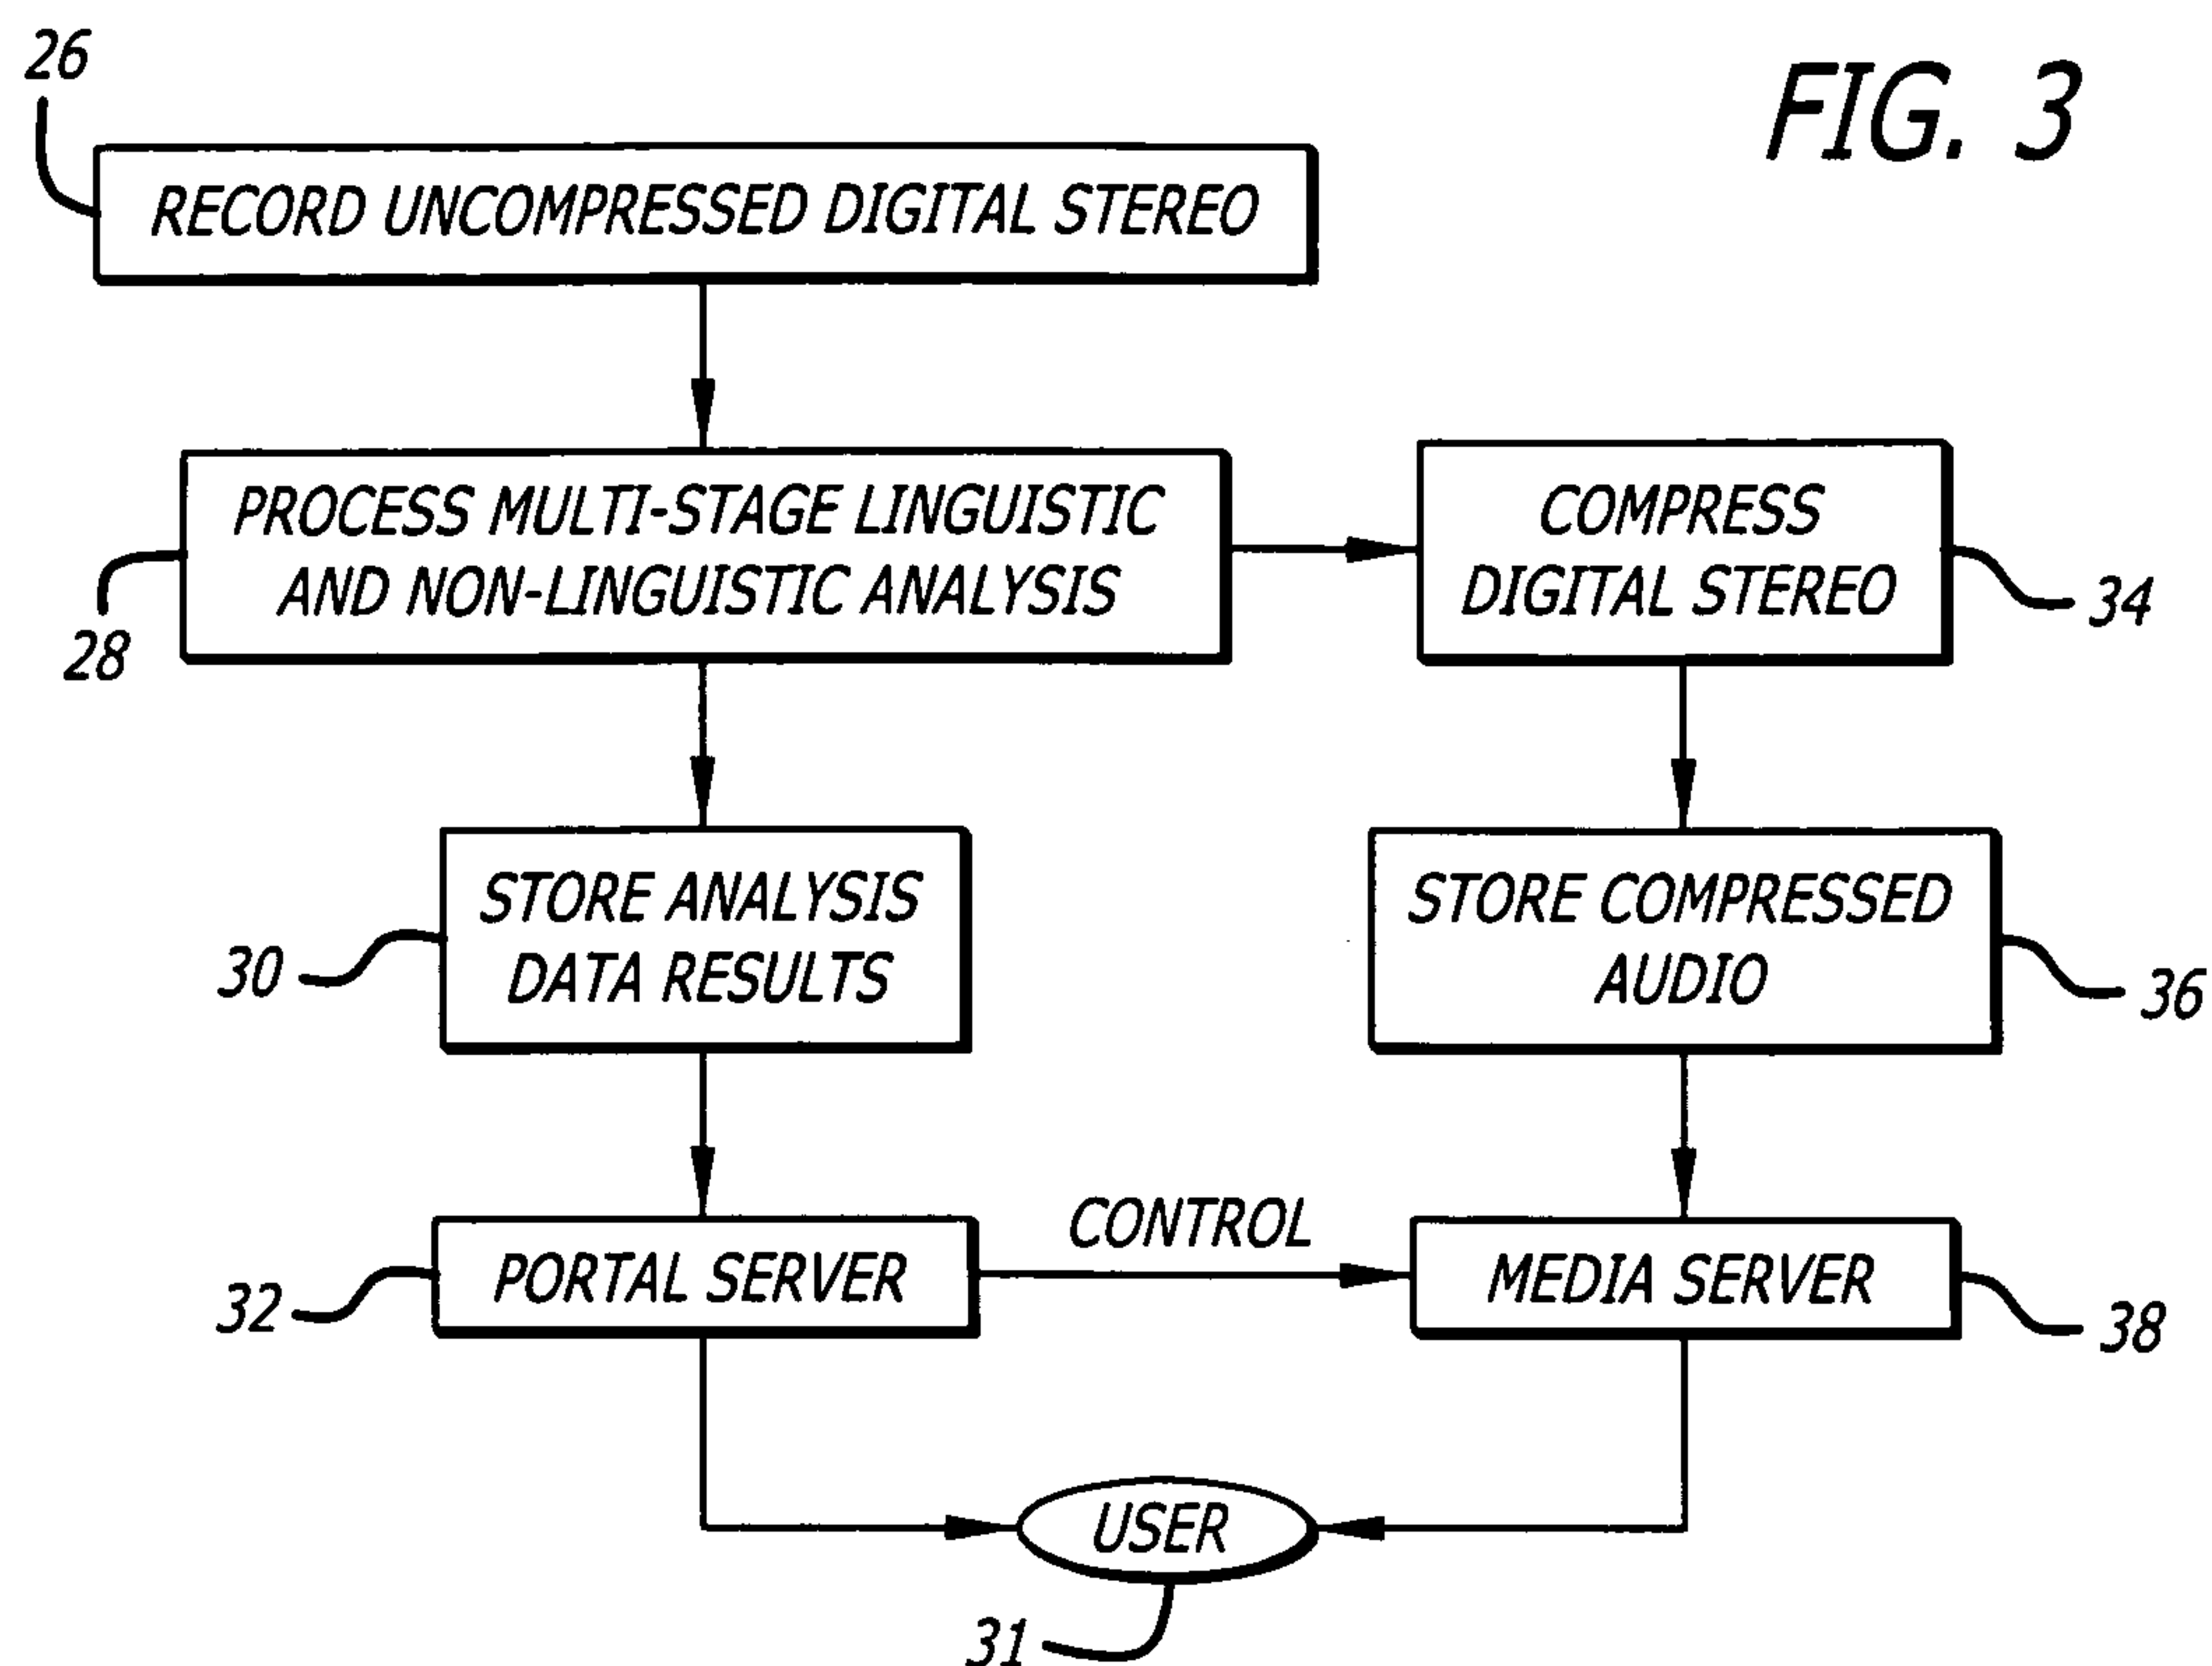 26
FIG. 3
RECORD UNCOMPRESSED DIGITAL STEREO
PROCESS MULTI-STAGE LINGUISTIC
AND NON-LINGUISTIC ANALYSIS
28
COMPRESS
DIGITAL STEREO
34
STORE ANALYSIS
DATA RESULTS
30
STORE COMPRESSED
AUDIO
36
PORTAL SERVER
32
CONTROL
MEDIA SERVER
38
USER
31